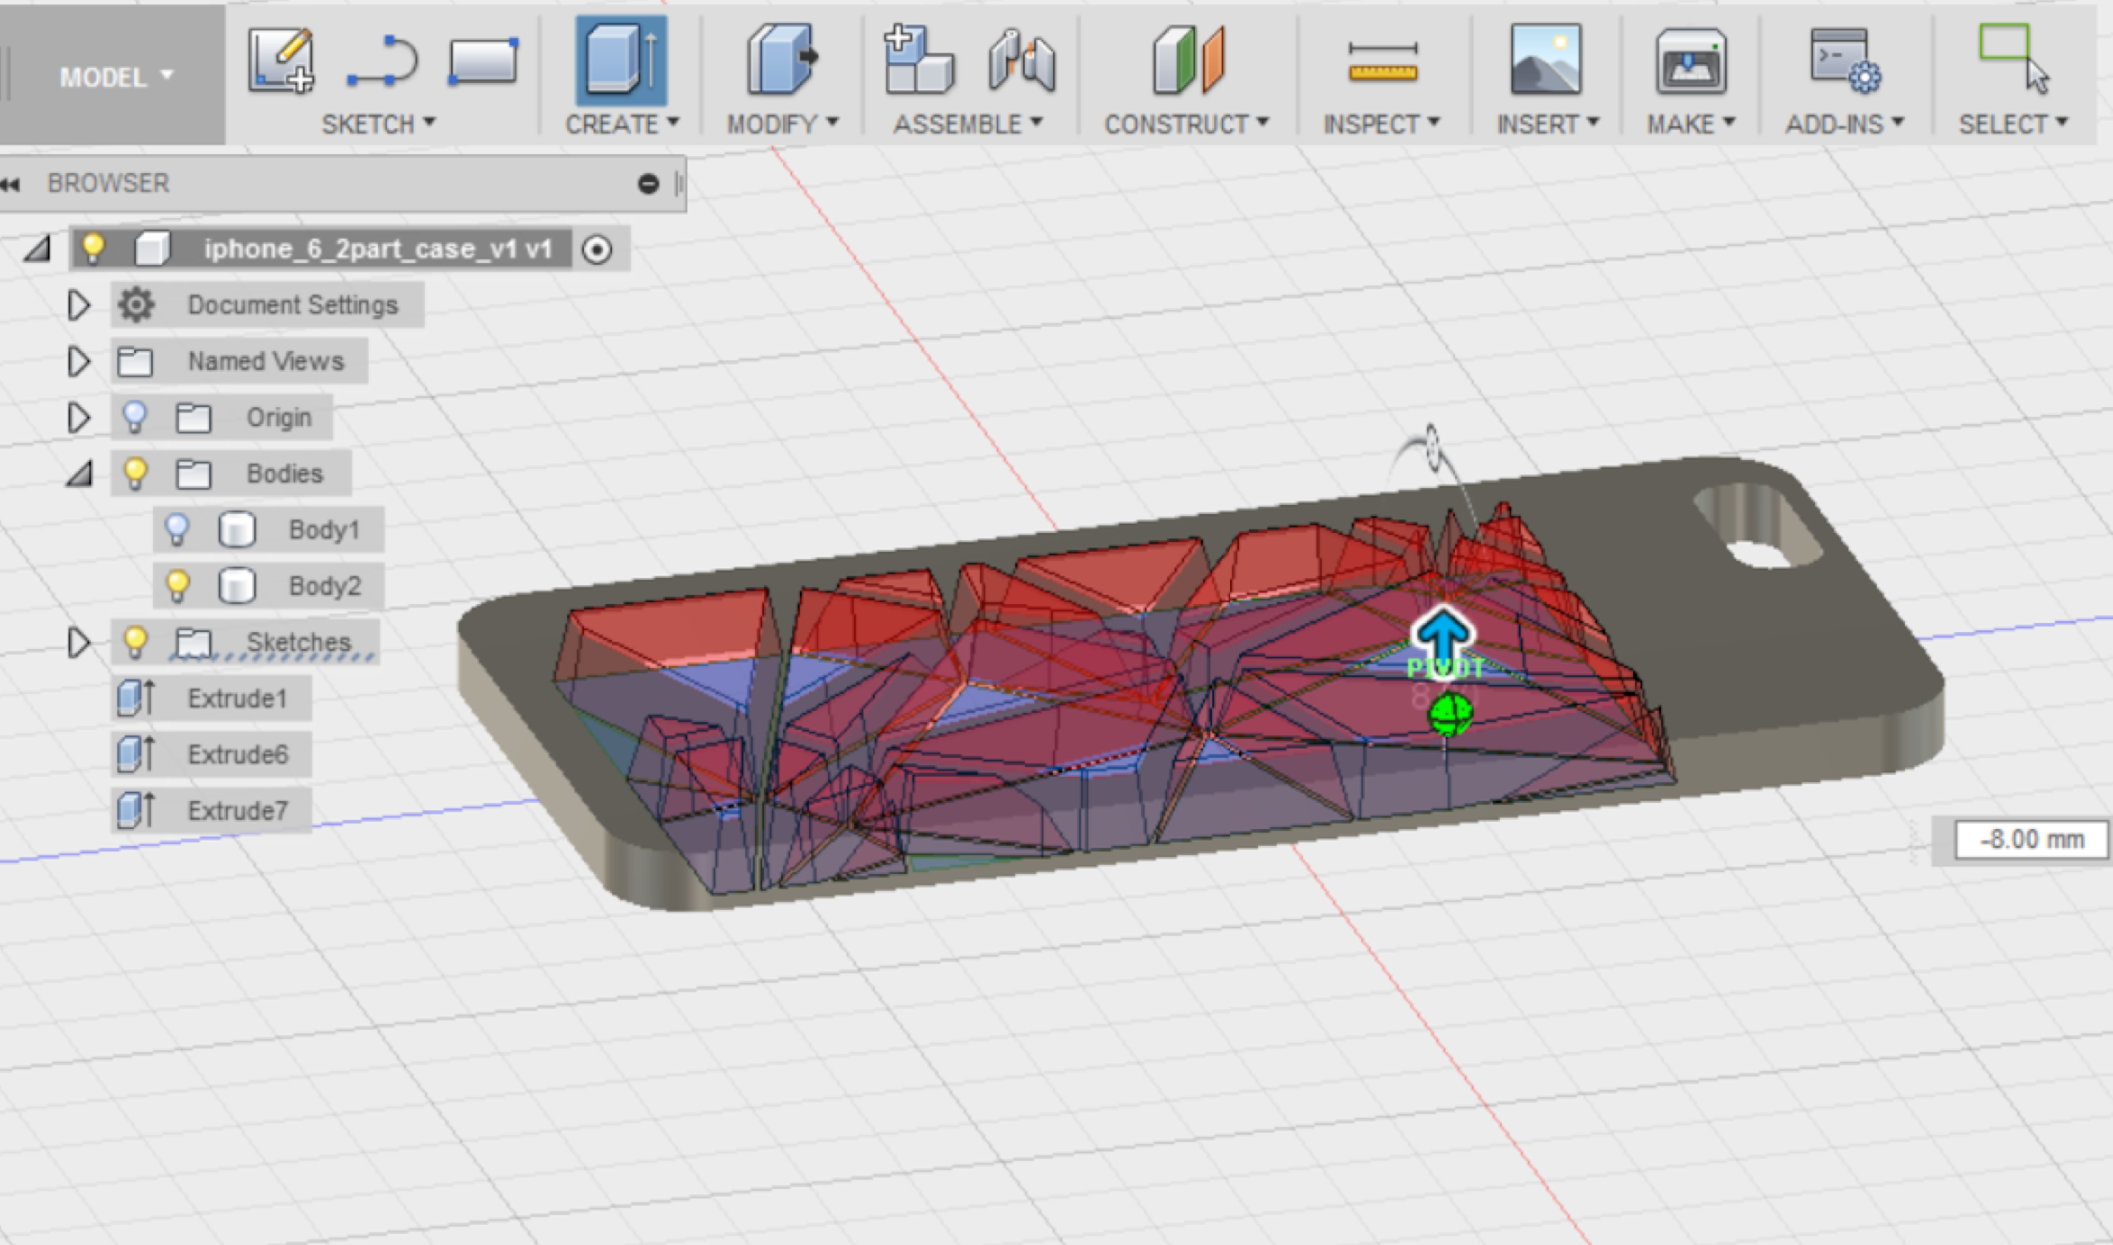 MODEL
SKETCH
CREATE
MODIFY
ASSEMBLE
CONSTRUCT
INSPECT
INSERT
MAKE
ADD-INS
SELECT
BROWSER
iphone_6_2part_case_v1 v1
Document Settings
Named Views
Origin
Bodies
Body1
Body2
Sketches
Extrude1
Extrude6
Extrude7
PIVOT
-8.00 mm